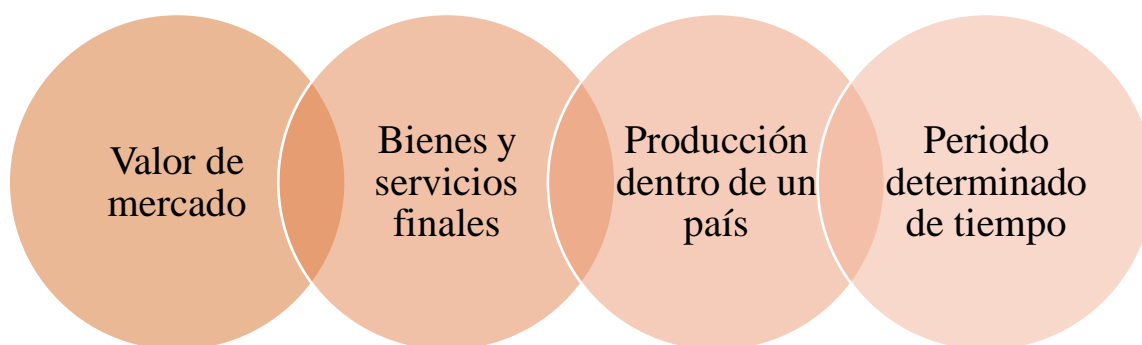 Valor de
mercado
Bienes y
servicios
finales
Producción
dentro de un
país
Periodo
determinado
de tiempo